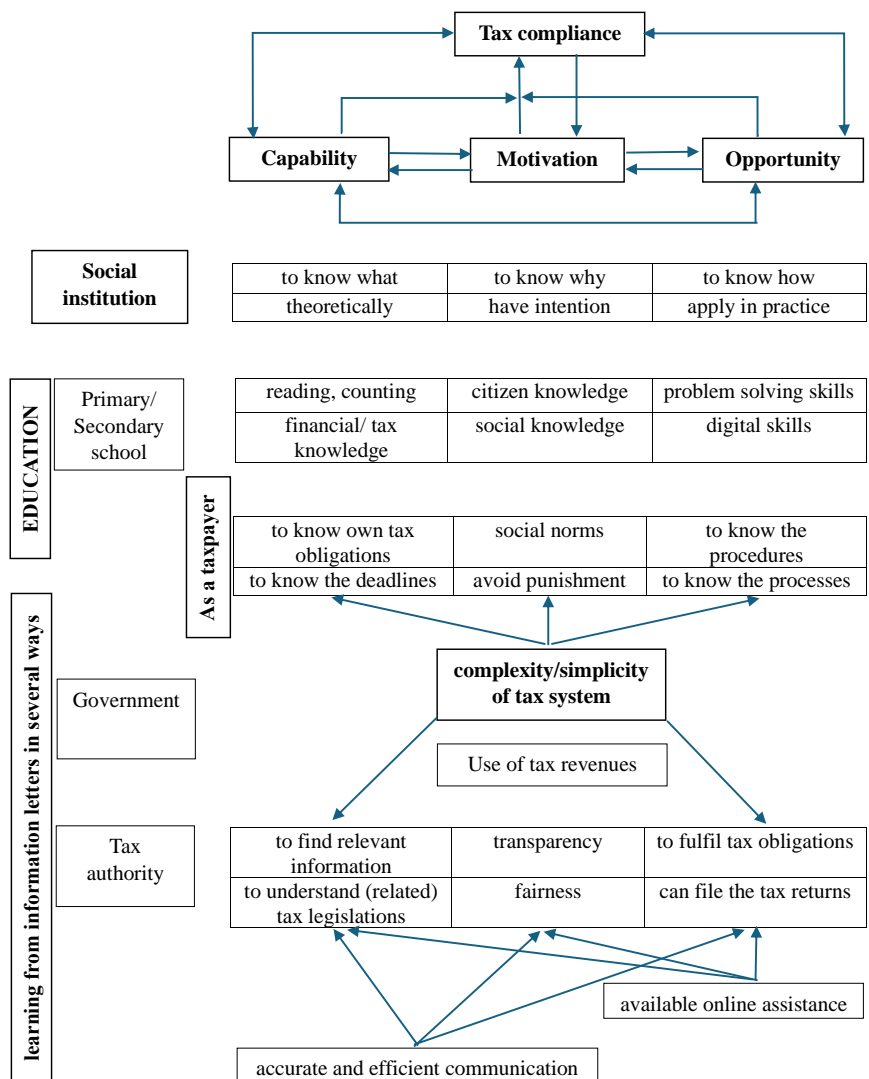 Tax compliance
Capability
Motivation
Opportunity
Social
institution
to know what
to know why
to know how
theoretically
have intention
apply in practice
EDUCATION
Primary/
Secondary
school
reading, counting
citizen knowledge
problem solving skills
financial/ tax
knowledge
social knowledge
digital skills
As a taxpayer
to know own tax
obligations
social norms
to know the
procedures
to know the deadlines
avoid punishment
to know the processes
learning from information letters in several ways
Government
complexity/simplicity
of tax system
Use of tax revenues
Tax
authority
to find relevant
information
transparency
to fulfil tax obligations
to understand (related)
tax legislations
fairness
can file the tax returns
available online assistance
accurate and efficient communication